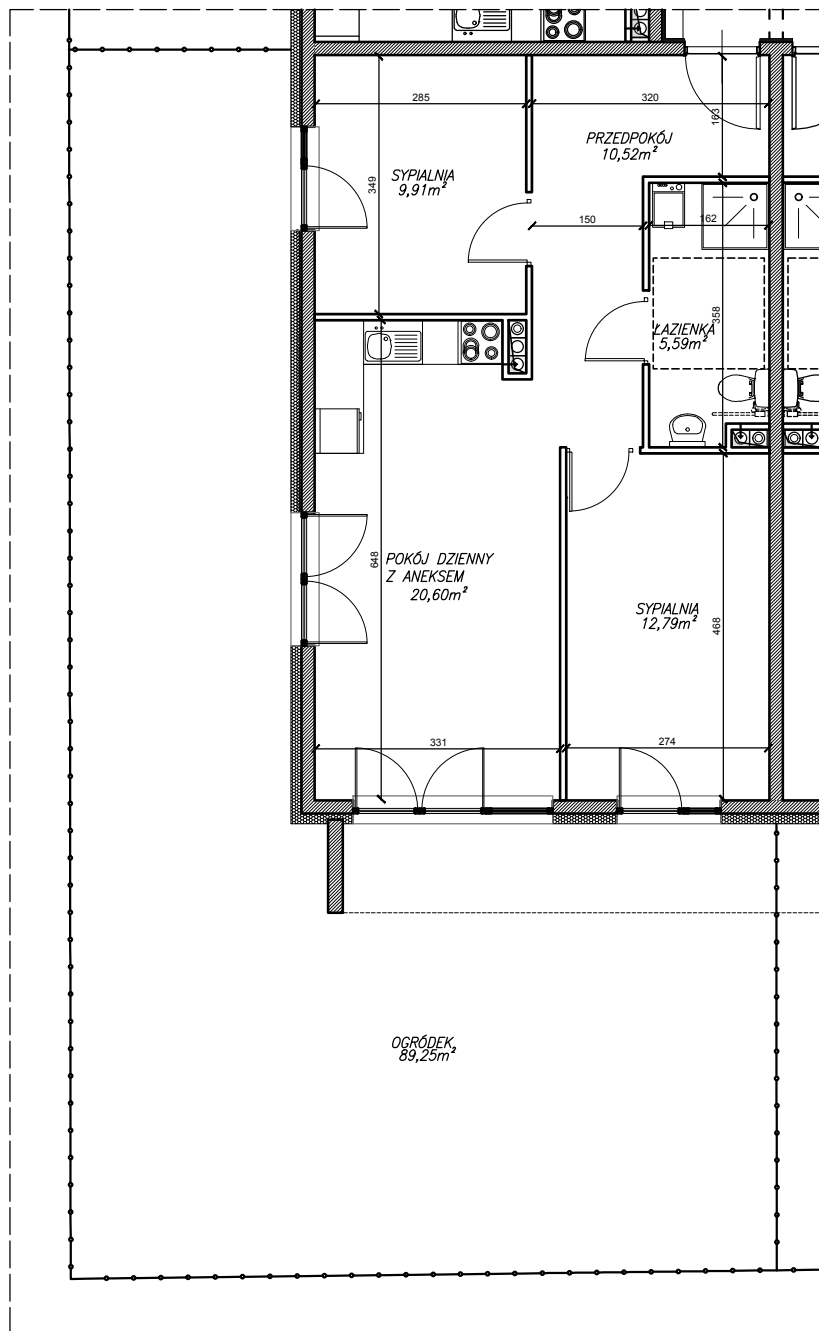 285
320
163
PRZEDPOKÓJ
10,52m²
SYPIALNIA
9,91m²
349
150
162
358
ŁAZIENKA
5,59m²
648
POKÓJ DZIENNY
Z ANEKSEM
20,60m²
SYPIALNIA
12,79m²
468
331
274
OGRÓDEK
89,25m²